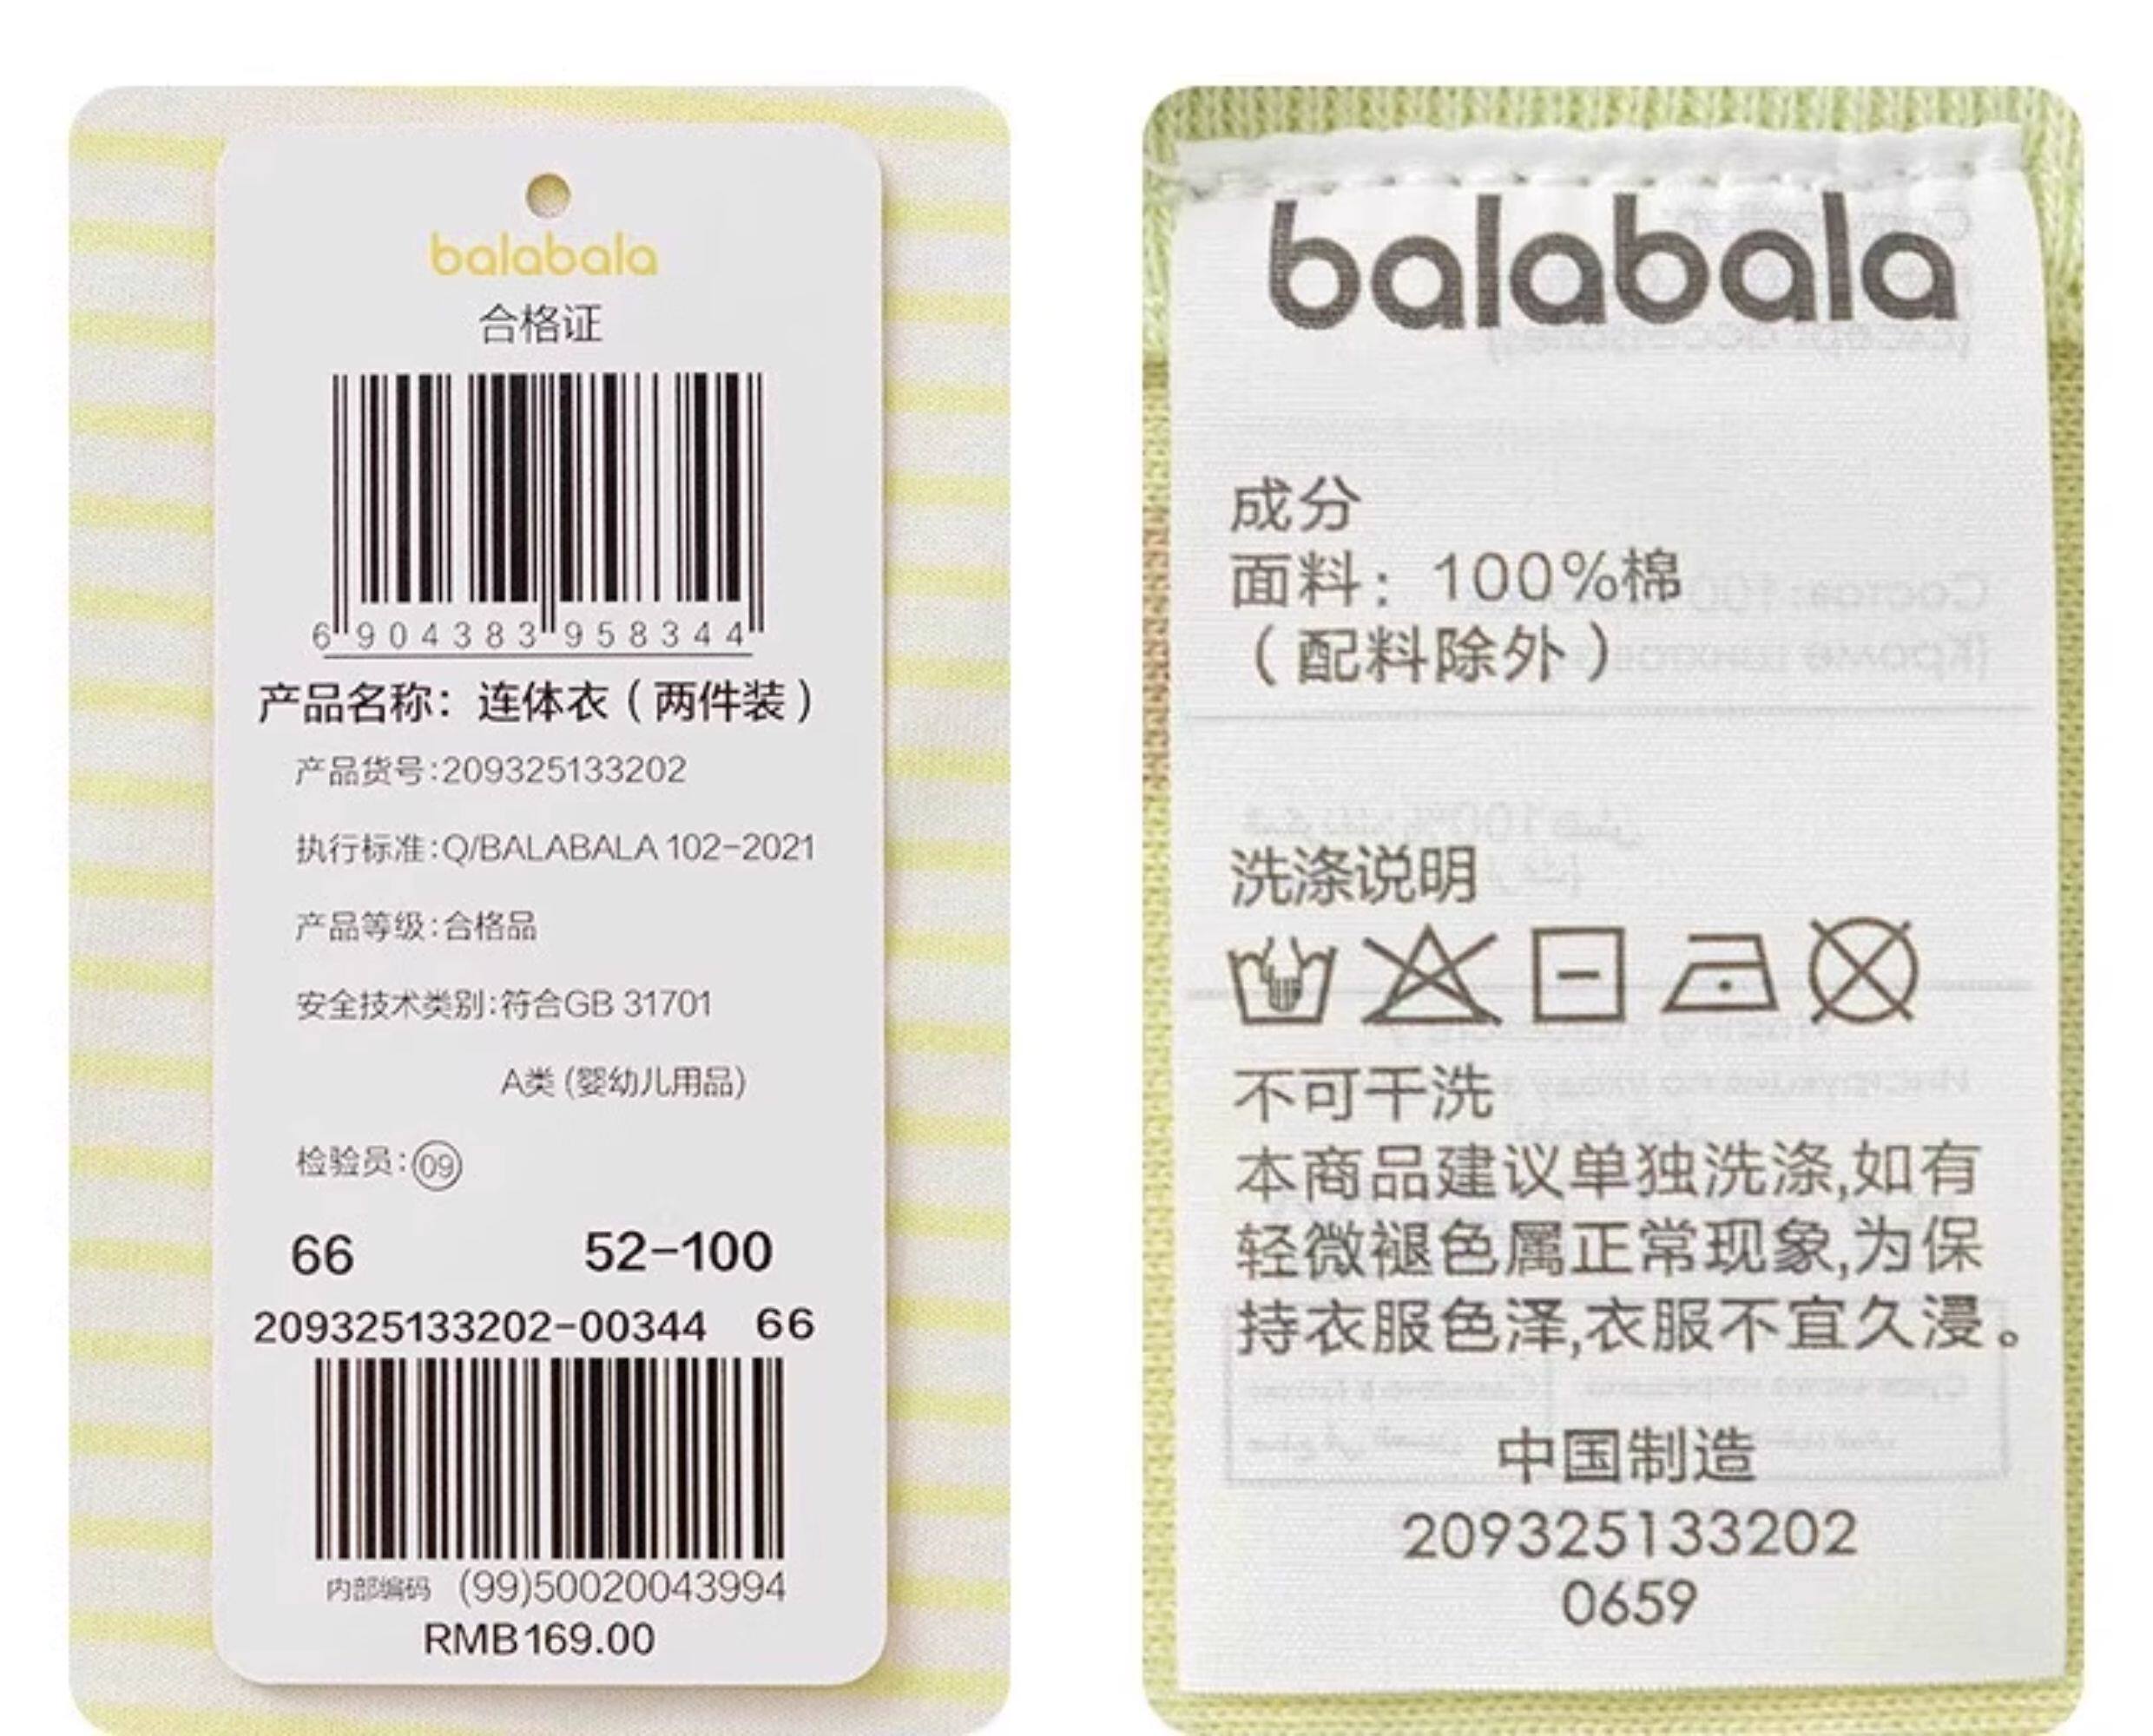 balabala
合格证
6 904383 958344
产品名称：连体衣（两件装）
产品货号:209325133202
执行标准:Q/BALABALA 102-2021
产品等级:合格品
安全技术类别:符合GB 31701
A类 (婴幼儿用品)
检验员:09
66 52-100
209325133202-00344 66
内部编码 (99)50020043994
RMB169.00
balabala
成分
面料：100%棉
（配料除外）
洗涤说明
不可干洗
本商品建议单独洗涤,如有
轻微褪色属正常现象,为保
持衣服色泽,衣服不宜久浸。
中国制造
209325133202
0659